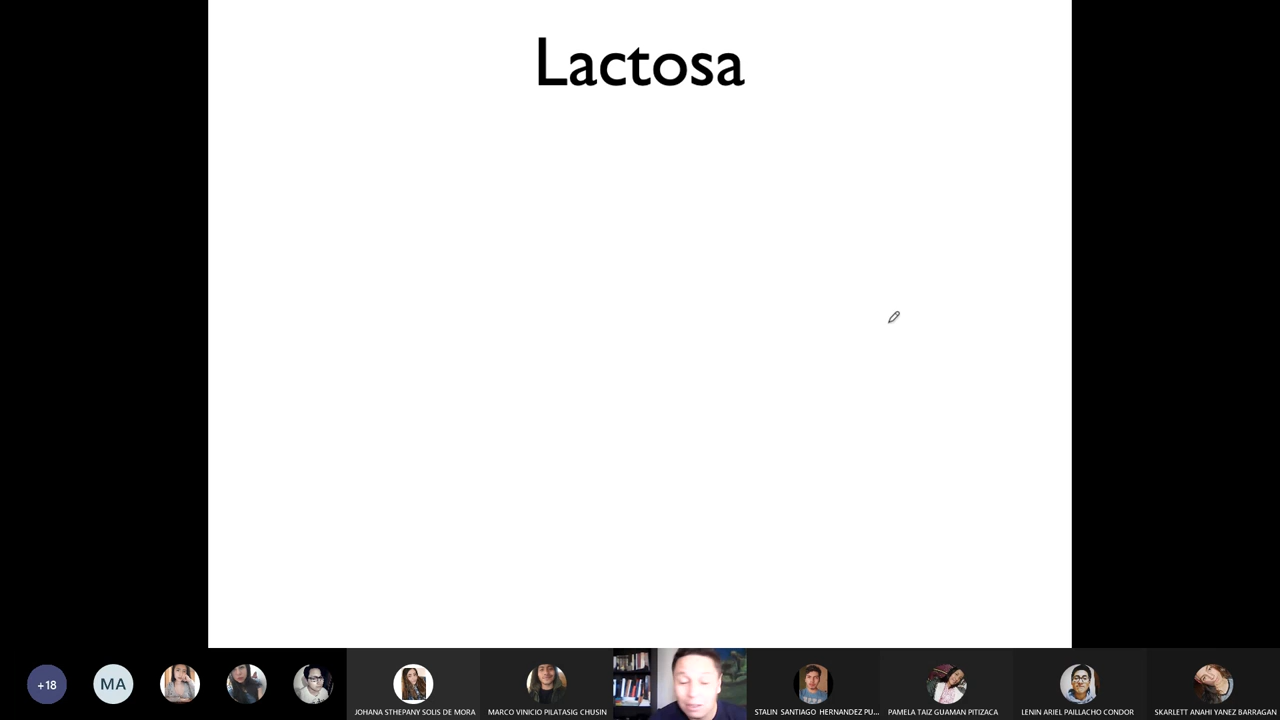 Lactosa
+18
MA
JOHANA STHEPANY SOLIS DE MORA
MARCO VINICIO PILATASIG CHUSIN
STALIN SANTIAGO HERNANDEZ PU...
PAMELA TAIZ GUAMAN PITIZACA
LENIN ARIEL PAILLACHO CONDOR
SKARLETT ANAHI YANEZ BARRAGAN